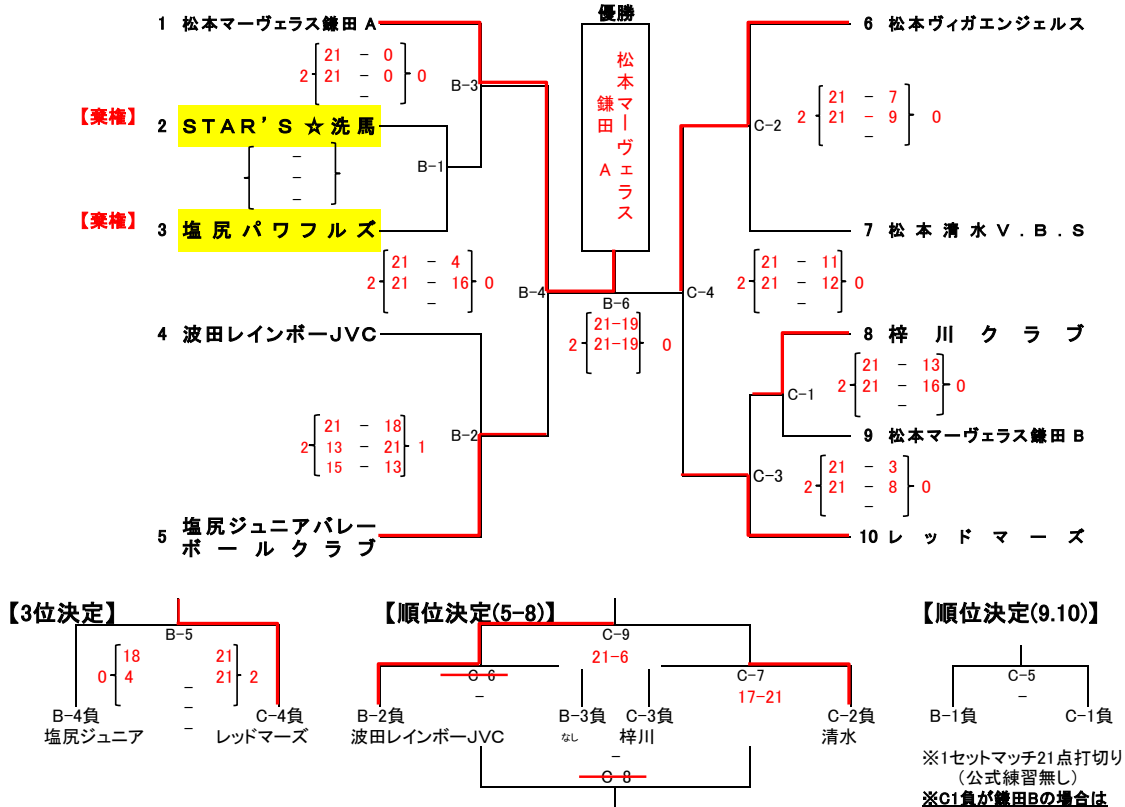 優勝
1 松本マーヴェラス鎌田 A
6 松本ヴィガエンジェルス
松本マーヴェラス
鎌田 A
21 - 0
2 21 - 0 0
-
B-3
21 - 7
2 21 - 9 0
-
C-2
【棄権】
2 STAR'S☆洗馬
-
-
-
B-1
【棄権】
3 塩尻パワフルズ
7 松本清水V.B.S
21 - 4
2 21 - 16 0
-
B-4
B-6
21-19
2 21-19 0
C-4
21 - 11
2 21 - 12 0
-
4 波田レインボーJVC
8 梓川クラブ
21 - 13
2 21 - 16 0
-
C-1
21 - 18
2 13 - 21 1
15 - 13
B-2
9 松本マーヴェラス鎌田 B
C-3
21 - 3
2 21 - 8 0
-
5 塩尻ジュニアバレー
ボールクラブ
10 レッドマーズ
【3位決定】
B-5
18 21
0 4 21 2
-
-
-
B-4負 C-4負
塩尻ジュニア レッドマーズ
【順位決定(5-8)】
C-9
21-6
C-6
-
C-7
17-21
B-2負 B-3負 C-3負 C-2負
波田レインボーJVC なし 梓川 清水
-
C-8
【順位決定(9.10)】
C-5
-
B-1負 C-1負
※1セットマッチ21点打切り
(公式練習無し)
※C1負が鎌田Bの場合は